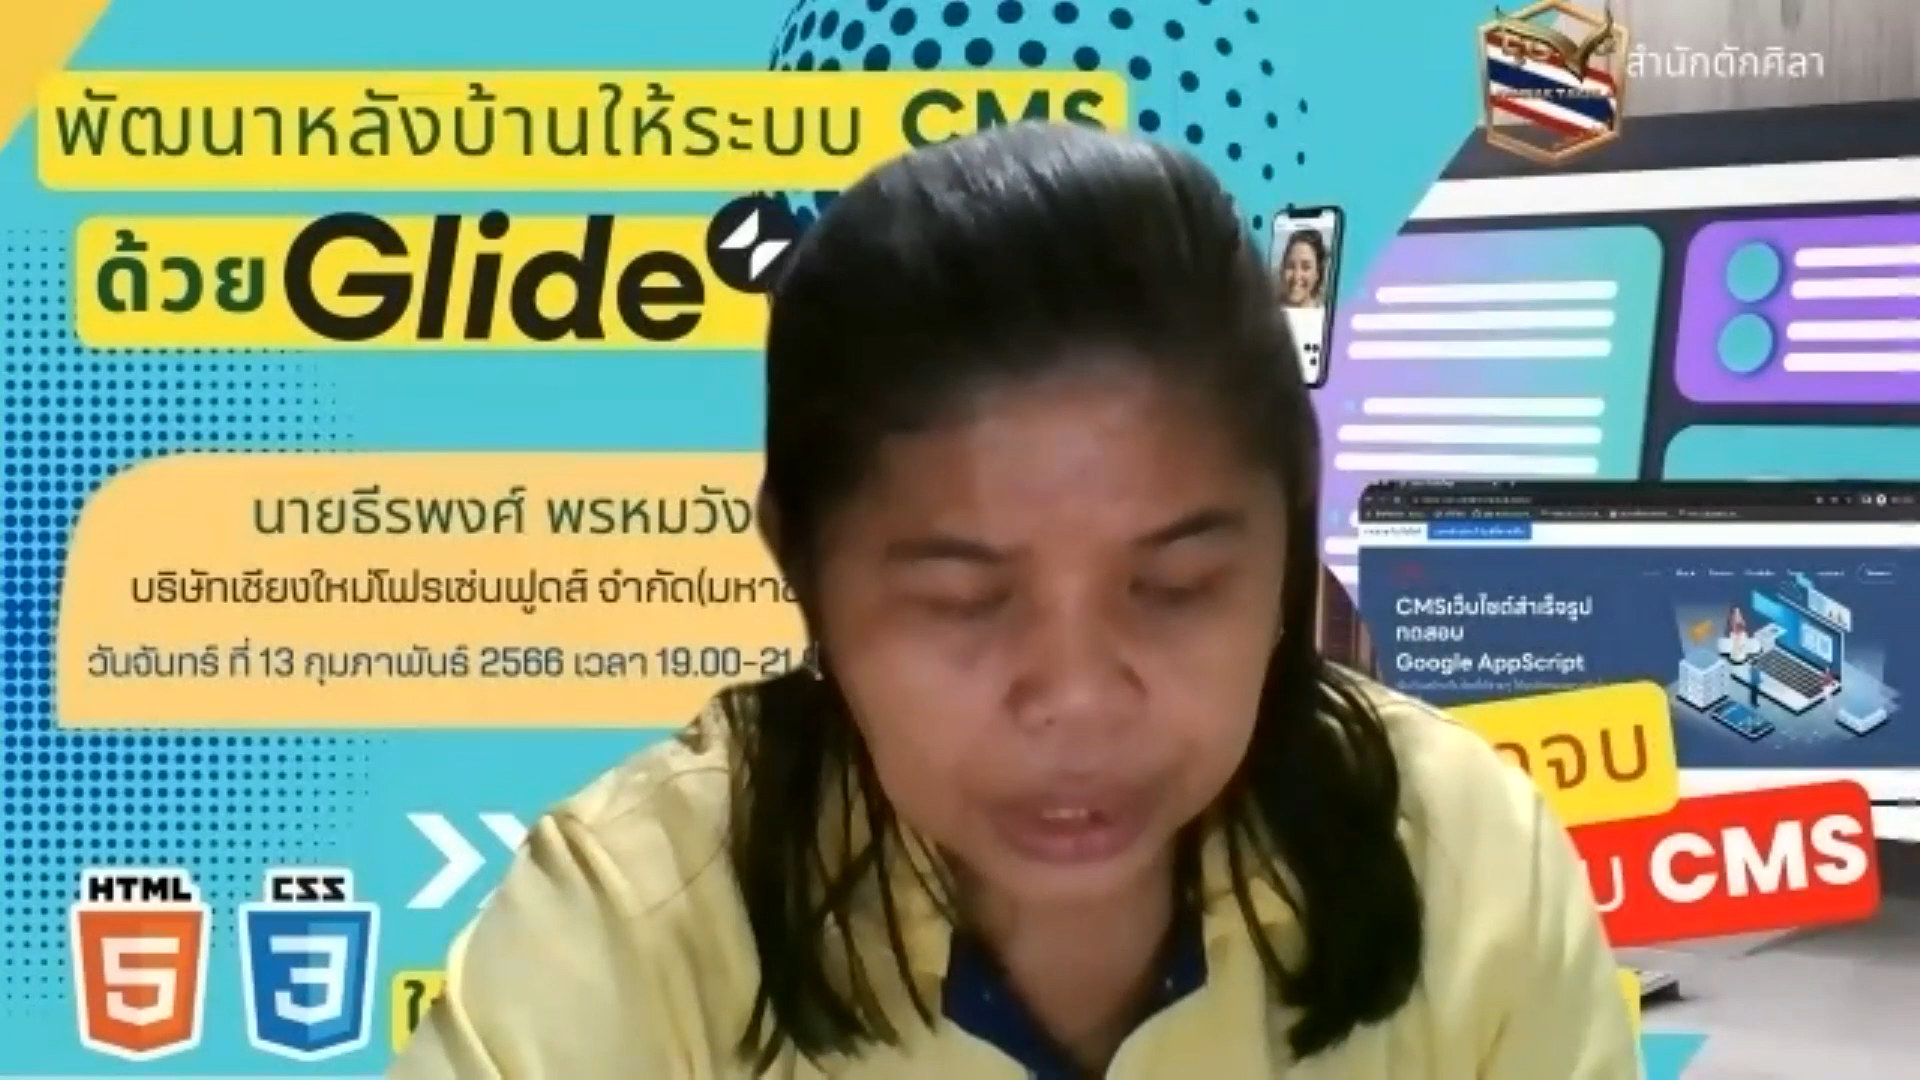 พัฒนาหลังบ้านให้ระบบ CMS
ด้วย Glide
สำนักตักศิลา
นายธีรพงศ์ พรหมวัง
บริษัทเชียงใหม่โฟรเซ่นฟูดส์ จำกัด(มหาช
วันจันทร์ ที่ 13 กุมภาพันธ์ 2566 เวลา 19.00-21
CMSเว็บไซต์สำเร็จรูป
ทดสอบ
Google AppScript
จบ
CMS
HTML
5
CSS
3
ใ